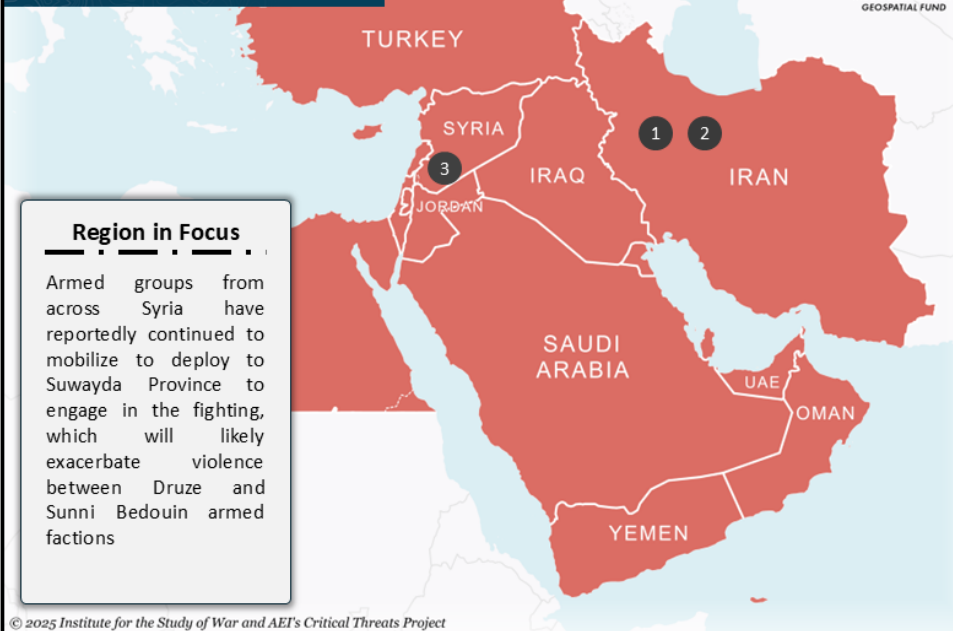 GEOSPATIAL FUND
TURKEY
SYRIA
1
2
3
IRAQ
IRAN
JORDAN
Region in Focus
Armed groups from
across Syria have
reportedly continued to
mobilize to deploy to
Suwayda Province to
engage in the fighting,
which will likely
exacerbate violence
between Druze and
Sunni Bedouin armed
factions
SAUDI
ARABIA
UAE
OMAN
YEMEN
© 2025 Institute for the Study of War and AEI's Critical Threats Project